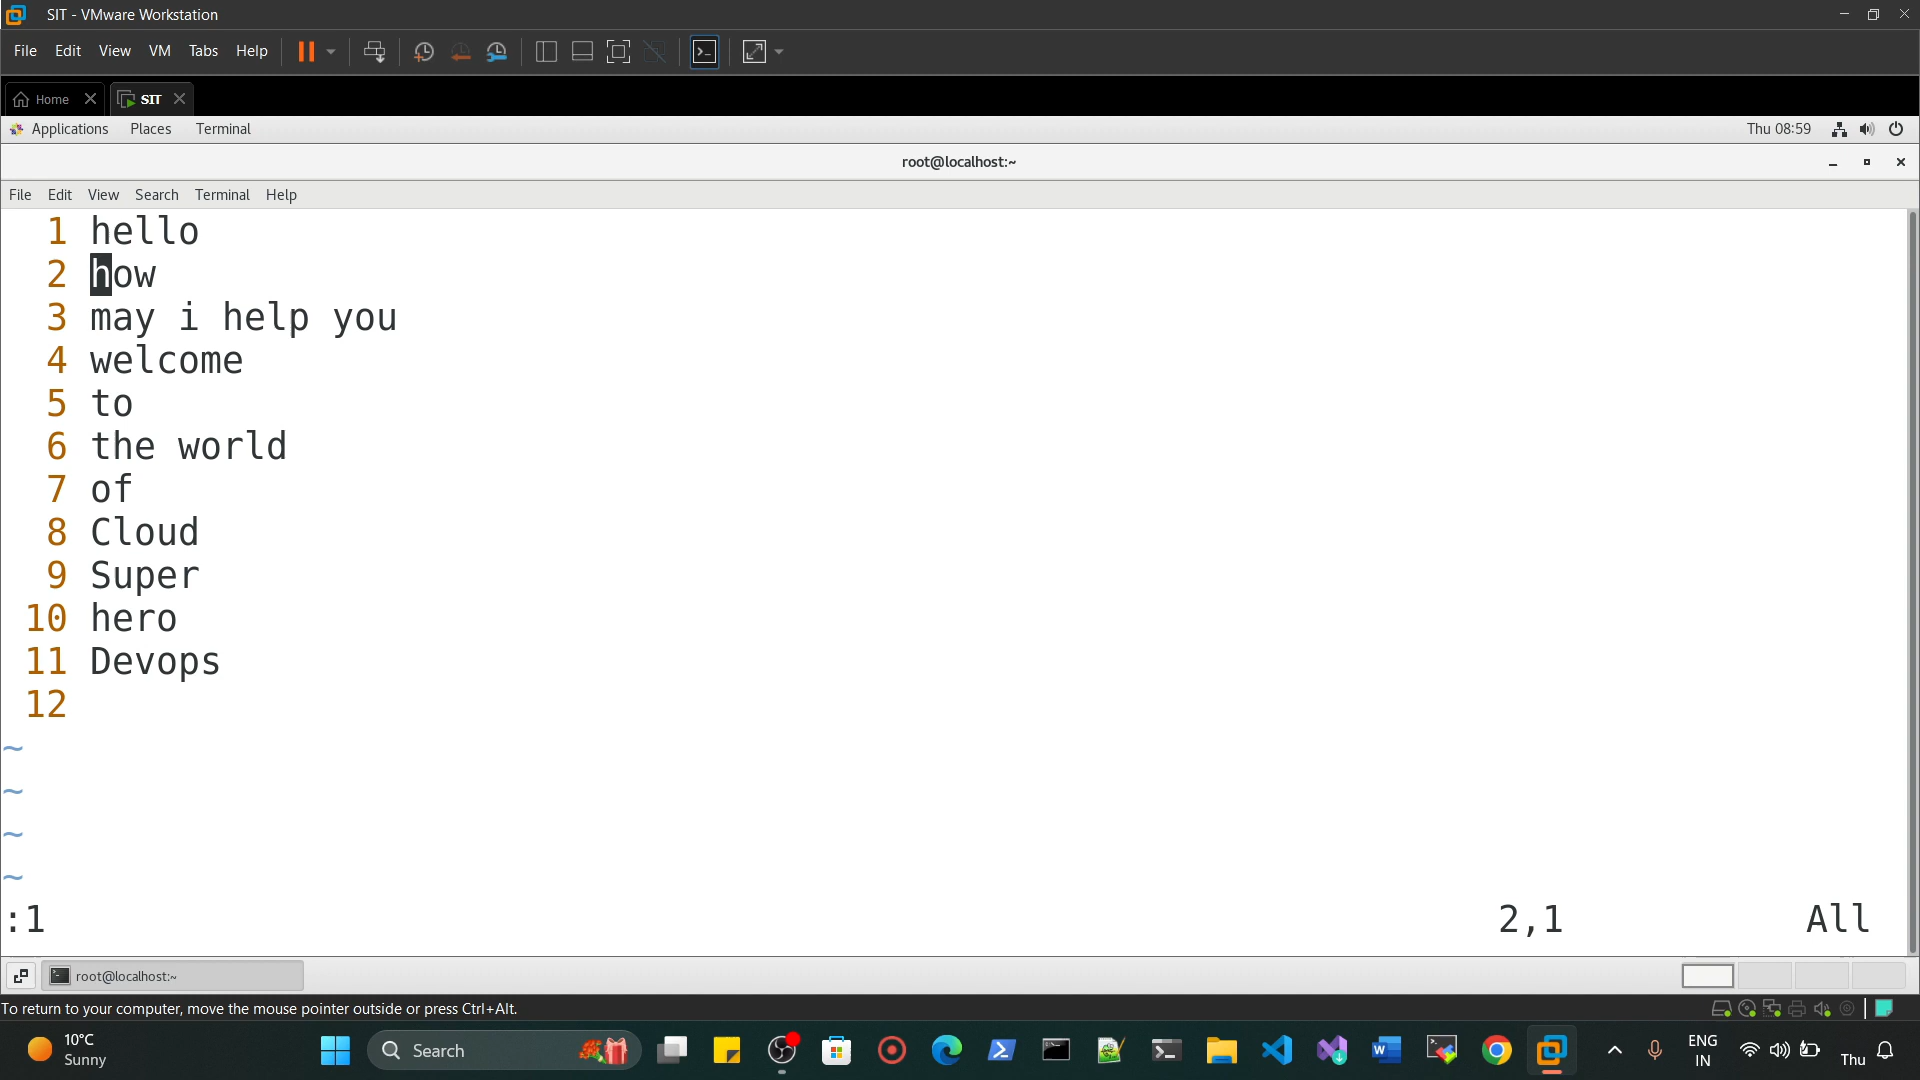 SIT - VMware Workstation
File Edit View VM Tabs Help
Home SIT
Applications Places Terminal Thu 08:59
root@localhost:~
File Edit View Search Terminal Help
1 hello
2 how
3 may i help you
4 welcome
5 to
6 the world
7 of
8 Cloud
9 Super
10 hero
11 Devops
12
~
~
~
~
:1 2,1 All
root@localhost:~
To return to your computer, move the mouse pointer outside or press Ctrl+Alt.
10°C
Sunny
Search
ENG
IN
Thu